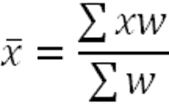 x̄ = ∑ xw / ∑ w